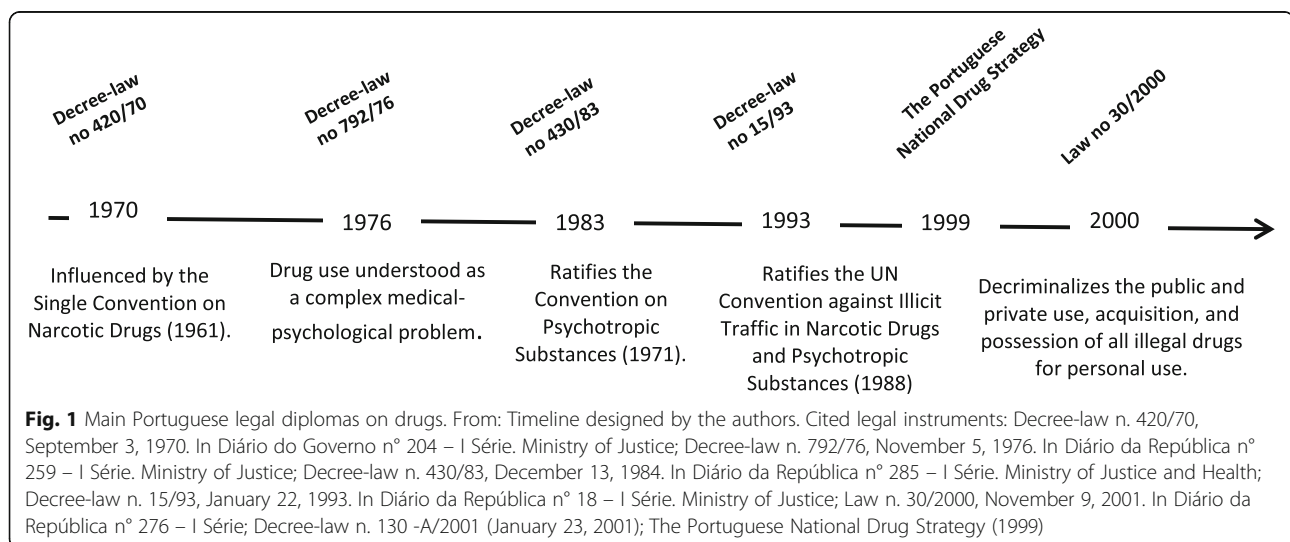 Decree-law
no 420/70
Decree-law
no 792/76
Decree-law
no 430/83
Decree-law
no 15/93
The Portuguese
National Drug Strategy
Law no 30/2000
1970
1976
1983
1993
1999
2000
Influenced by the
Single Convention on
Narcotic Drugs (1961).
Drug use understood as
a complex medical-
psychological problem.
Ratifies the
Convention on
Psychotropic
Substances (1971).
Ratifies the UN
Convention against Illicit
Traffic in Narcotic Drugs
and Psychotropic
Substances (1988)
Decriminalizes the public and
private use, acquisition, and
possession of all illegal drugs
for personal use.
Fig. 1 Main Portuguese legal diplomas on drugs. From: Timeline designed by the authors. Cited legal instruments: Decree-law n. 420/70,
September 3, 1970. In Diário do Governo n° 204 – I Série. Ministry of Justice; Decree-law n. 792/76, November 5, 1976. In Diário da República n°
259 – I Série. Ministry of Justice; Decree-law n. 430/83, December 13, 1984. In Diário da República n° 285 – I Série. Ministry of Justice and Health;
Decree-law n. 15/93, January 22, 1993. In Diário da República n° 18 – I Série. Ministry of Justice; Law n. 30/2000, November 9, 2001. In Diário da
República n° 276 – I Série; Decree-law n. 130 -A/2001 (January 23, 2001); The Portuguese National Drug Strategy (1999)